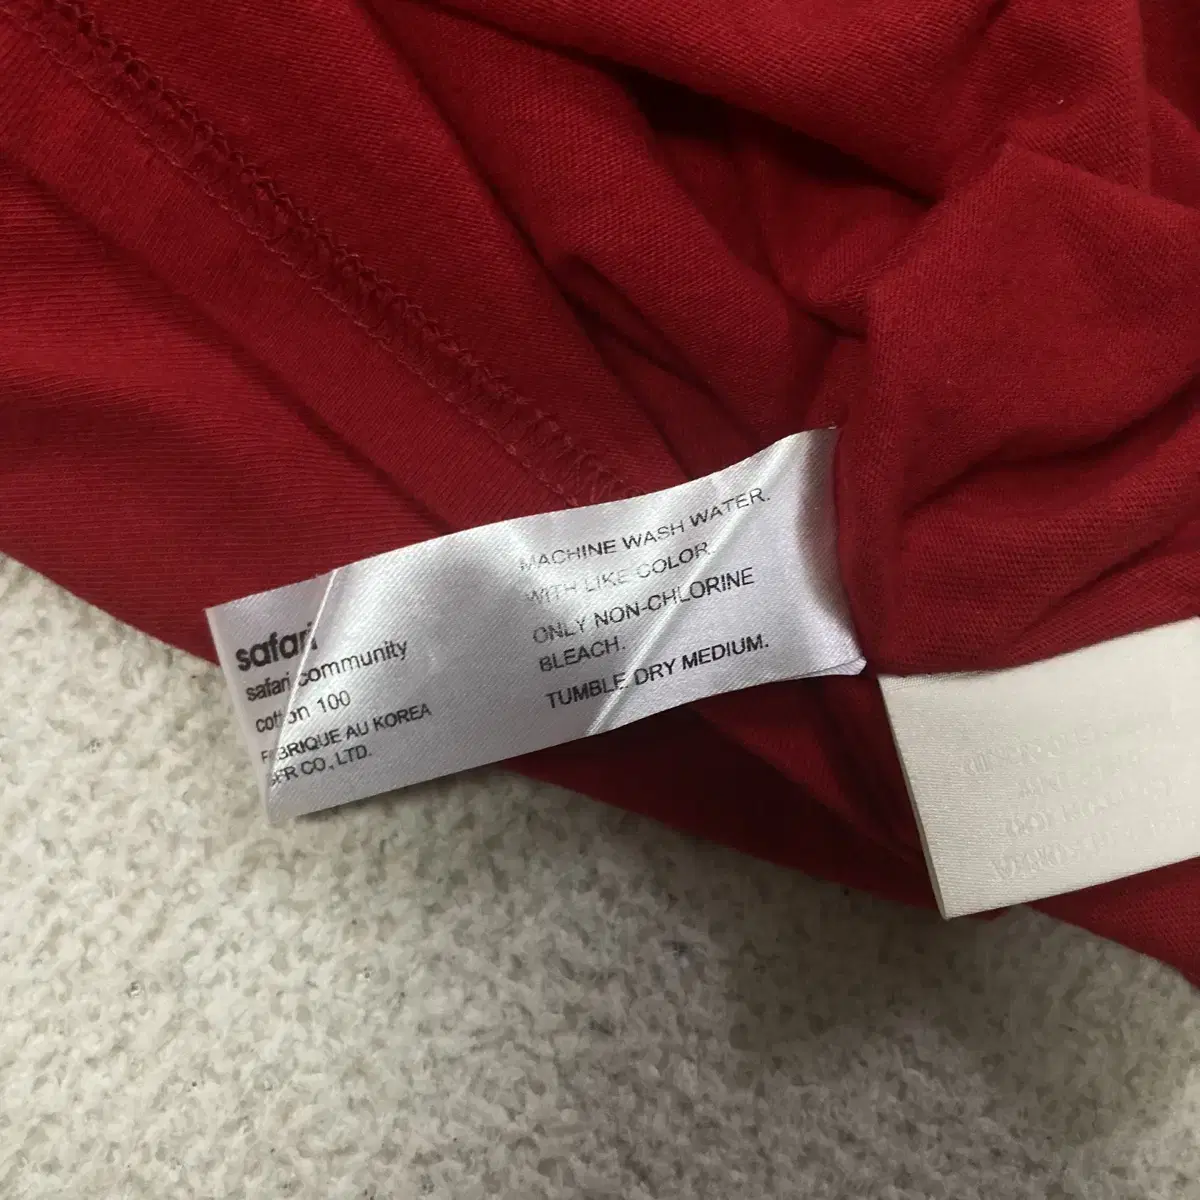 safari
safari community
cotton 100
FABRIQUE AU KOREA
CO., LTD.
MACHINE WASH WATER.
WITH LIKE COLOR
ONLY NON-CHLORINE
BLEACH.
TUMBLE DRY MEDIUM.